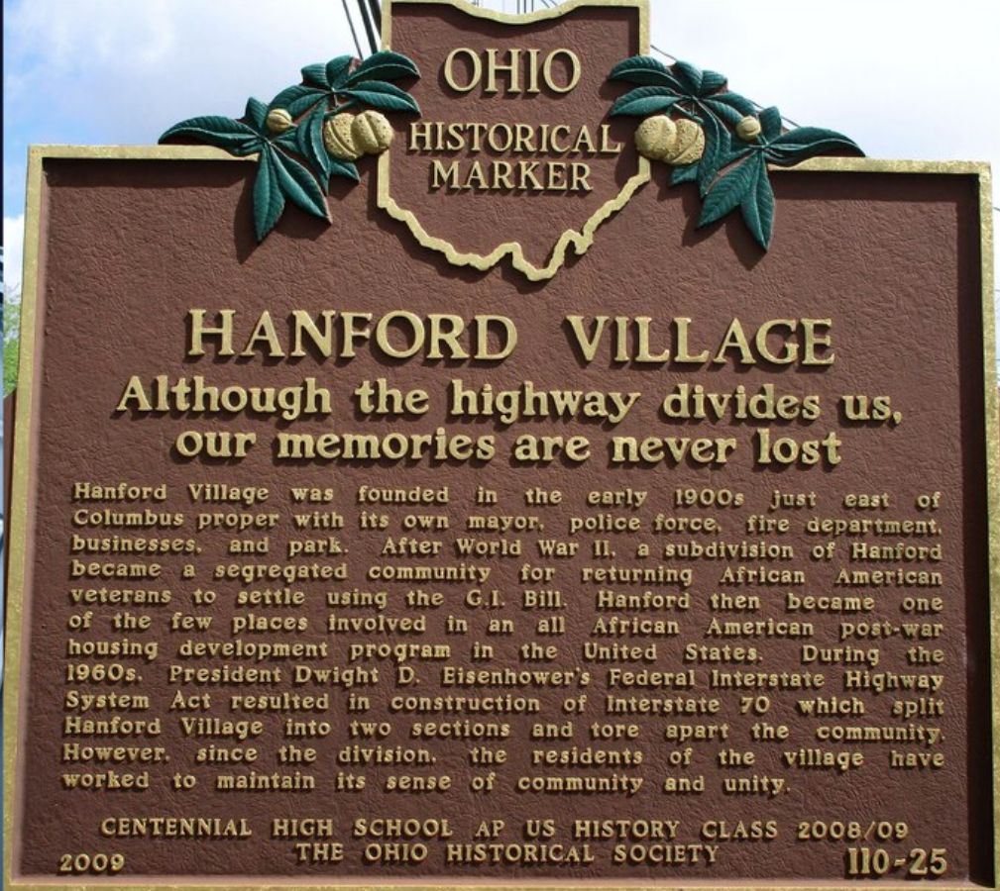 OHIO
HISTORICAL
MARKER
HANFORD VILLAGE
Although the highway divides us,
our memories are never lost
Hanford Village was founded in the early 1900s just east of
Columbus proper with its own mayor, police force, fire department,
businesses, and park. After World War II, a subdivision of Hanford
became a segregated community for returning African American
veterans to settle using the G.I. Bill. Hanford then became one
of the few places involved in an all African American post-war
housing development program in the United States. During the
1960s, President Dwight D. Eisenhower's Federal Interstate Highway
System Act resulted in construction of Interstate 70 which split
Hanford Village into two sections and tore apart the community.
However, since the division, the residents of the village have
worked to maintain its sense of community and unity.
CENTENNIAL HIGH SCHOOL AP US HISTORY CLASS 2008/09
THE OHIO HISTORICAL SOCIETY
2009 110-25